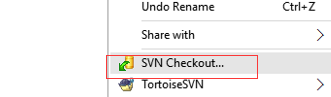 Undo Rename Ctrl+Z
Share with
SVN Checkout...
TortoiseSVN